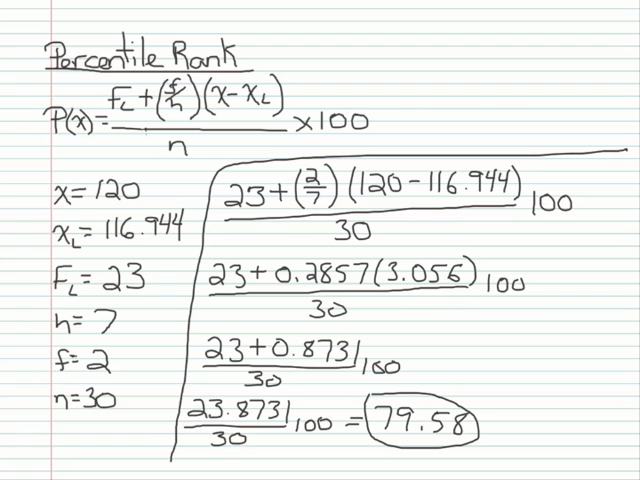 Percentile Rank
P(x) = (F_L + (f/h)(x - x_L)) / n × 100
x = 120
x_L = 116.944
F_L = 23
h = 7
f = 2
n = 30
(23 + (2/7)(120 - 116.944)) / 30 100
(23 + 0.2857(3.056)) / 30 100
(23 + 0.8731) / 30 100
23.8731 / 30 100 = 79.58